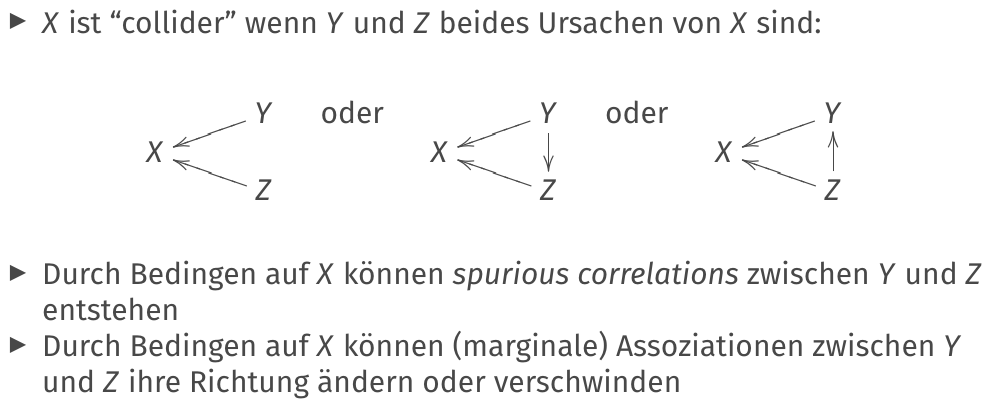 ▶ X ist “collider” wenn Y und Z beides Ursachen von X sind:
Y oder Y oder Y
X X X
Z Z Z
▶ Durch Bedingen auf X können spurious correlations zwischen Y und Z
entstehen
▶ Durch Bedingen auf X können (marginale) Assoziationen zwischen Y
und Z ihre Richtung ändern oder verschwinden